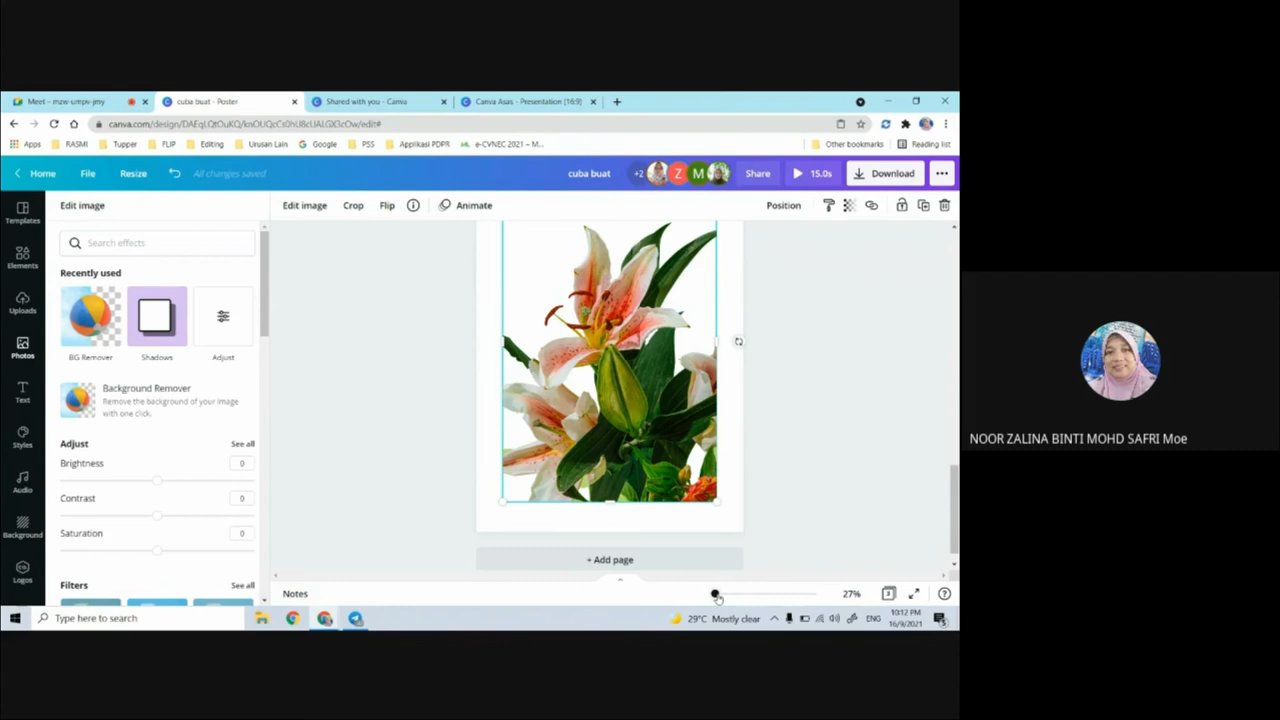 Meet – mzw-umpv-jmy
cuba buat - Poster
Shared with you - Canva
Canva Asas - Presentation (16:9)
Apps
RASMI
Tupper
FLIP
Editing
Urusan Lain
Google
PSS
Applikasi PDPR
e-CVNEC 2021 – M...
Other bookmarks
Reading list
Home
File
Resize
All changes saved
cuba buat
+2
Z
M
Share
15.0s
Download
Templates
Elements
Uploads
Photos
Text
Styles
Audio
Background
Logos
Edit image
Search effects
Recently used
BG Remover
Shadows
Adjust
Background Remover
Remove the background of your image
with one click.
Adjust
See all
Brightness
0
Contrast
0
Saturation
0
Filters
See all
Edit image
Crop
Flip
Animate
Position
+ Add page
Notes
27%
3
Type here to search
29°C Mostly clear
ENG
10:12 PM
16/9/2021
NOOR ZALINA BINTI MOHD SAFRI Moe